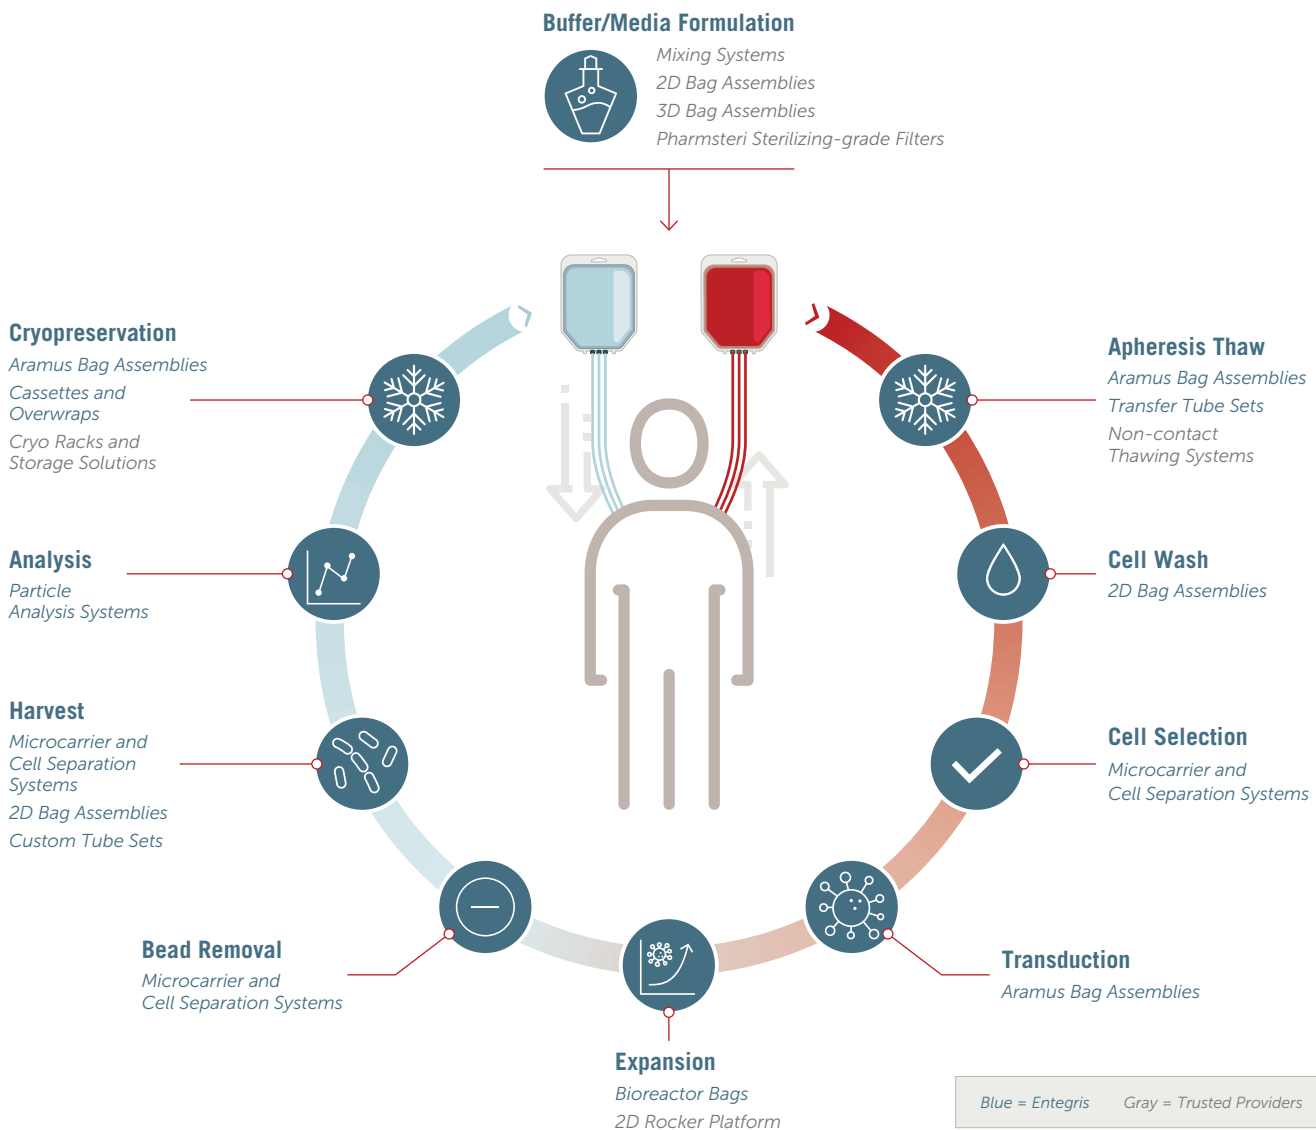 Buffer/Media Formulation
Mixing Systems
2D Bag Assemblies
3D Bag Assemblies
Pharmsteri Sterilizing-grade Filters
Apheresis Thaw
Aramus Bag Assemblies
Transfer Tube Sets
Non-contact
Thawing Systems
Cell Wash
2D Bag Assemblies
Cell Selection
Microcarrier and
Cell Separation Systems
Transduction
Aramus Bag Assemblies
Expansion
Bioreactor Bags
2D Rocker Platform
Bead Removal
Microcarrier and
Cell Separation Systems
Harvest
Microcarrier and
Cell Separation
Systems
2D Bag Assemblies
Custom Tube Sets
Analysis
Particle
Analysis Systems
Cryopreservation
Aramus Bag Assemblies
Cassettes and
Overwraps
Cryo Racks and
Storage Solutions
Blue = Entegris Gray = Trusted Providers